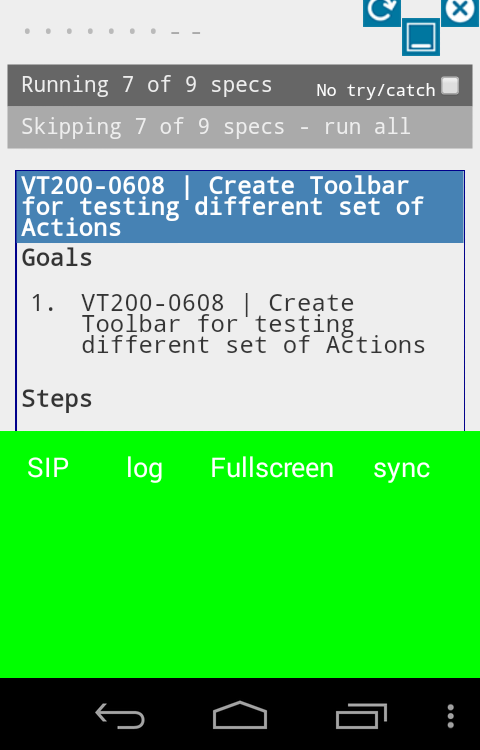 Running 7 of 9 specs
No try/catch
Skipping 7 of 9 specs - run all
VT200-0608 | Create Toolbar
for testing different set of
Actions
Goals
1. VT200-0608 | Create
Toolbar for testing
different set of Actions
Steps
SIP log Fullscreen sync